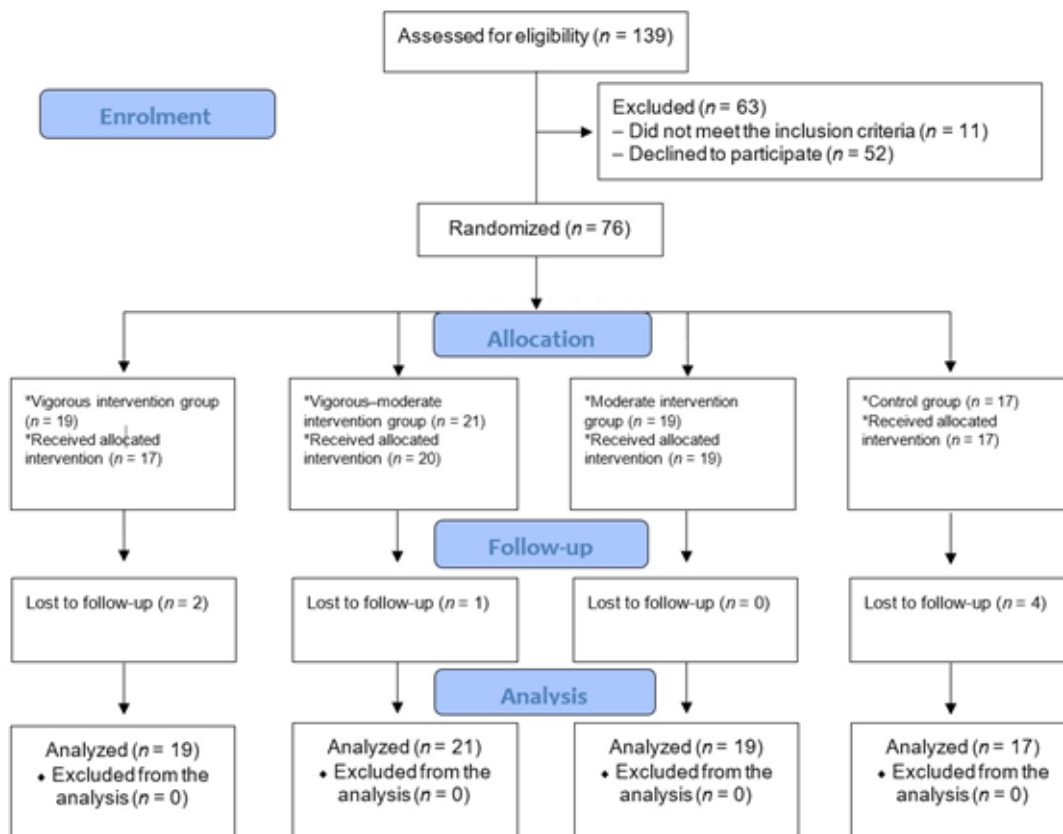 Assessed for eligibility (n = 139)
Enrolment
Excluded (n = 63)
– Did not meet the inclusion criteria (n = 11)
– Declined to participate (n = 52)
Randomized (n = 76)
Allocation
*Vigorous intervention group
(n = 19)
*Received allocated
intervention (n = 17)
*Vigorous–moderate
intervention group (n = 21)
*Received allocated
intervention (n = 20)
*Moderate intervention
group (n = 19)
*Received allocated
intervention (n = 19)
*Control group (n = 17)
*Received allocated
intervention (n = 17)
Follow-up
Lost to follow-up (n = 2)
Lost to follow-up (n = 1)
Lost to follow-up (n = 0)
Lost to follow-up (n = 4)
Analysis
Analyzed (n = 19)
⬥ Excluded from the
analysis (n = 0)
Analyzed (n = 21)
⬥ Excluded from the
analysis (n = 0)
Analyzed (n = 19)
⬥ Excluded from the
analysis (n = 0)
Analyzed (n = 17)
⬥ Excluded from the
analysis (n = 0)